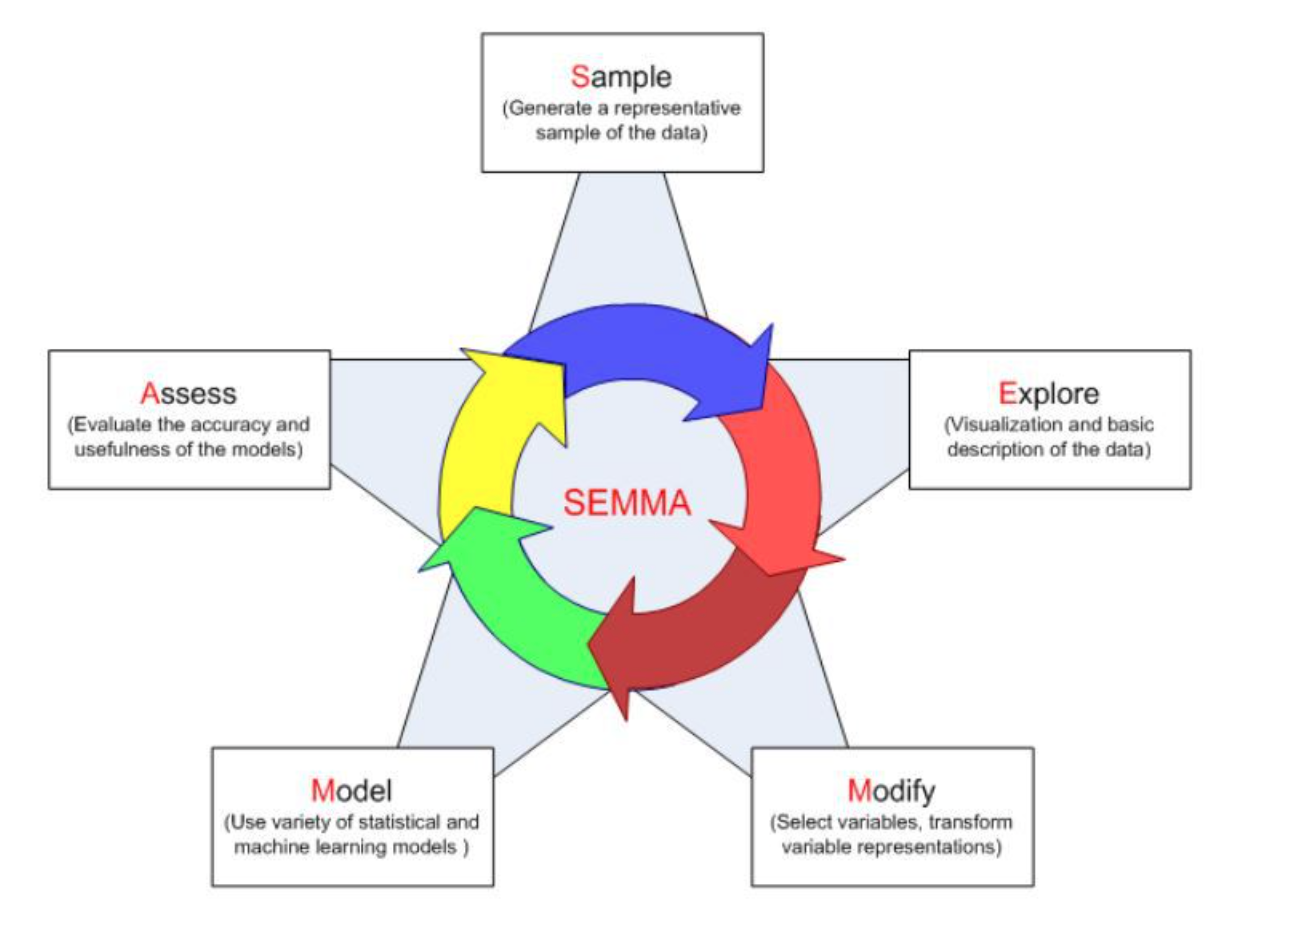 Sample
(Generate a representative
sample of the data)
Assess
(Evaluate the accuracy and
usefulness of the models)
Explore
(Visualization and basic
description of the data)
SEMMA
Model
(Use variety of statistical and
machine learning models )
Modify
(Select variables, transform
variable representations)